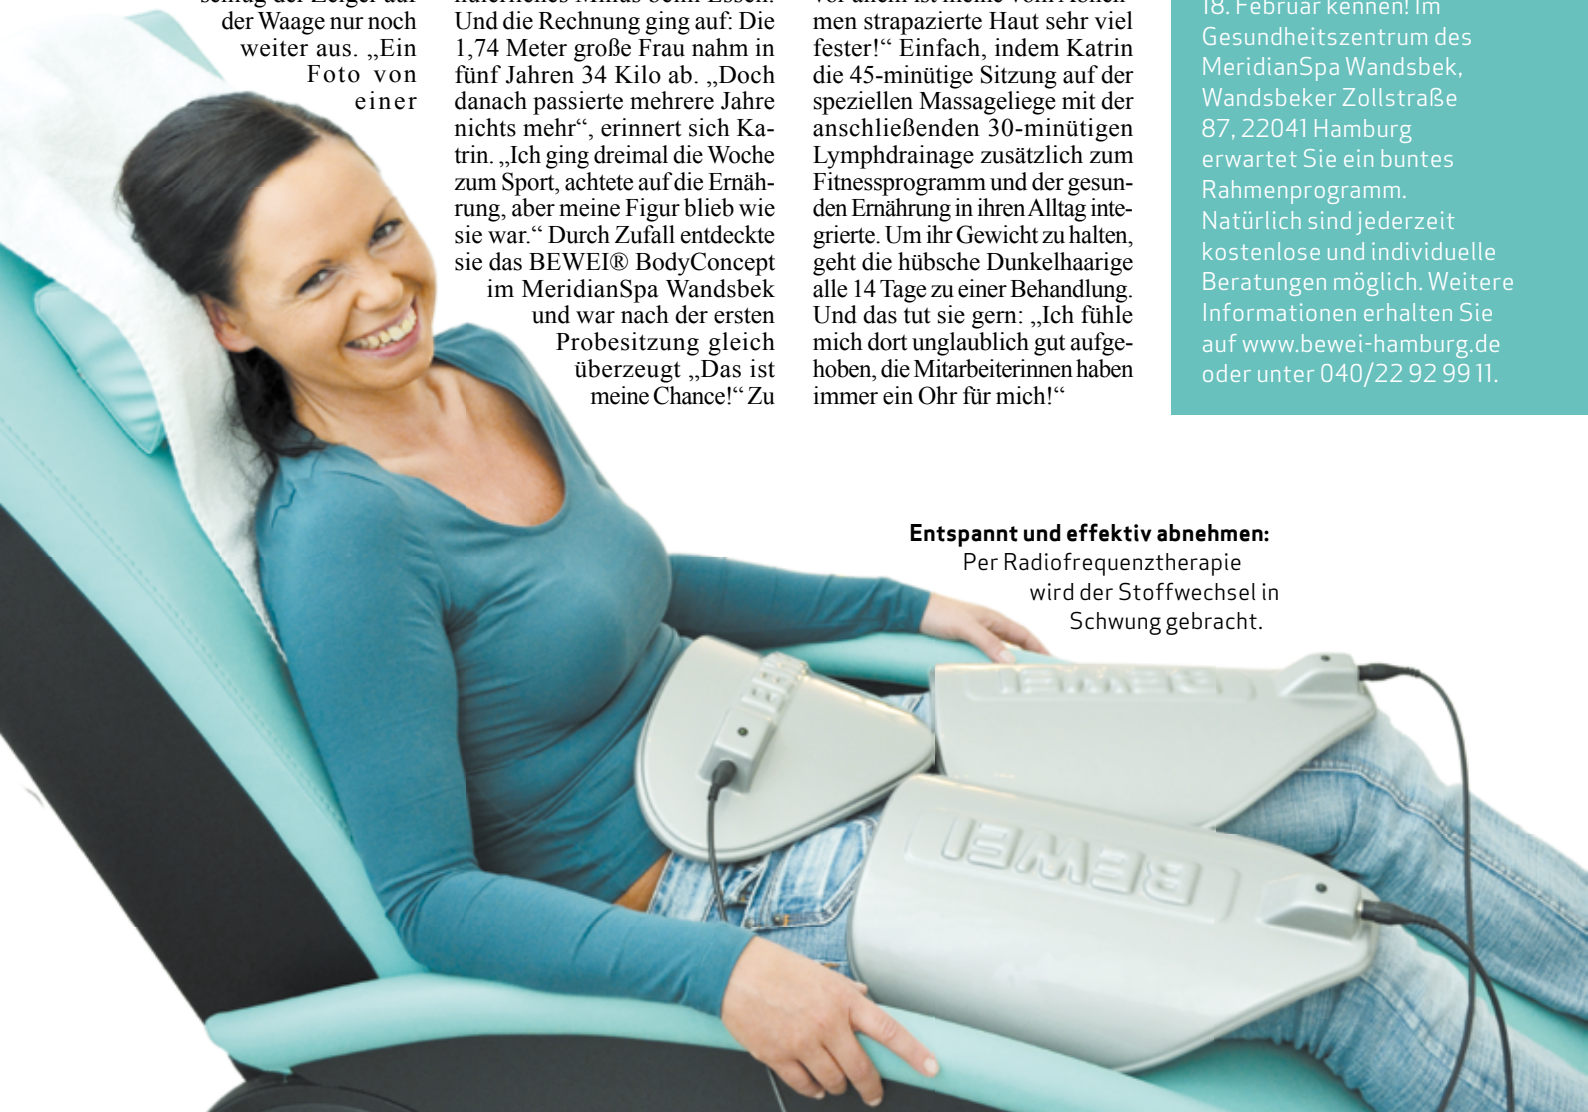 der Waage nur noch
weiter aus. „Ein
Foto von
einer
nuierliches Minus beim Essen.
Und die Rechnung ging auf: Die
1,74 Meter große Frau nahm in
fünf Jahren 34 Kilo ab. „Doch
danach passierte mehrere Jahre
nichts mehr“, erinnert sich Ka-
trin. „Ich ging dreimal die Woche
zum Sport, achtete auf die Ernäh-
rung, aber meine Figur blieb wie
sie war.“ Durch Zufall entdeckte
sie das BEWEI® BodyConcept
im MeridianSpa Wandsbek
und war nach der ersten
Probesitzung gleich
überzeugt „Das ist
meine Chance!“ Zu
vor allem ist meine vom Abneh-
men strapazierte Haut sehr viel
fester!“ Einfach, indem Katrin
die 45-minütige Sitzung auf der
speziellen Massageliege mit der
anschließenden 30-minütigen
Lymphdrainage zusätzlich zum
Fitnessprogramm und der gesun-
den Ernährung in ihren Alltag inte-
grierte. Um ihr Gewicht zu halten,
geht die hübsche Dunkelhaarige
alle 14 Tage zu einer Behandlung.
Und das tut sie gern: „Ich fühle
mich dort unglaublich gut aufge-
hoben, die Mitarbeiterinnen haben
immer ein Ohr für mich!“
18. Februar kennen! Im
Gesundheitszentrum des
MeridianSpa Wandsbek,
Wandsbeker Zollstraße
87, 22041 Hamburg
erwartet Sie ein buntes
Rahmenprogramm.
Natürlich sind jederzeit
kostenlose und individuelle
Beratungen möglich. Weitere
Informationen erhalten Sie
auf www.bewei-hamburg.de
oder unter 040/22 92 99 11.
Entspannt und effektiv abnehmen:
Per Radiofrequenztherapie
wird der Stoffwechsel in
Schwung gebracht.
BEWEI
BEWEI
BEWEI